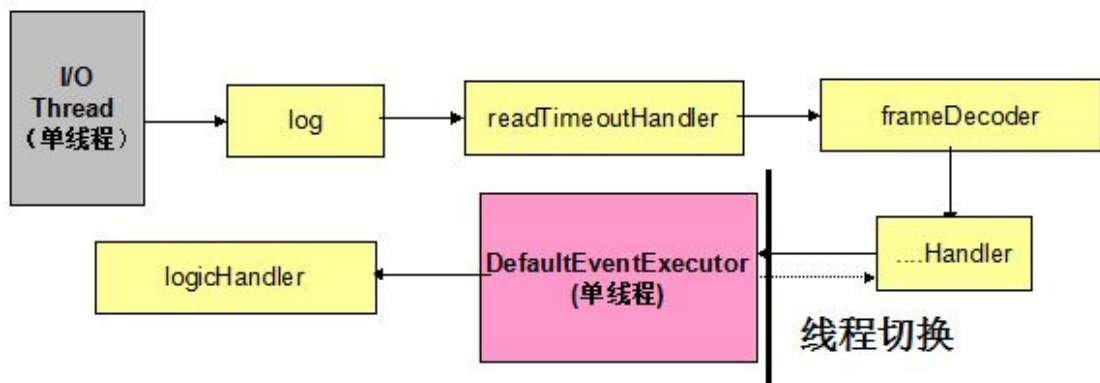 I/O
Thread
（单线程）
log
readTimeoutHandler
frameDecoder
....Handler
DefaultEventExecutor
(单线程)
logicHandler
线程切换